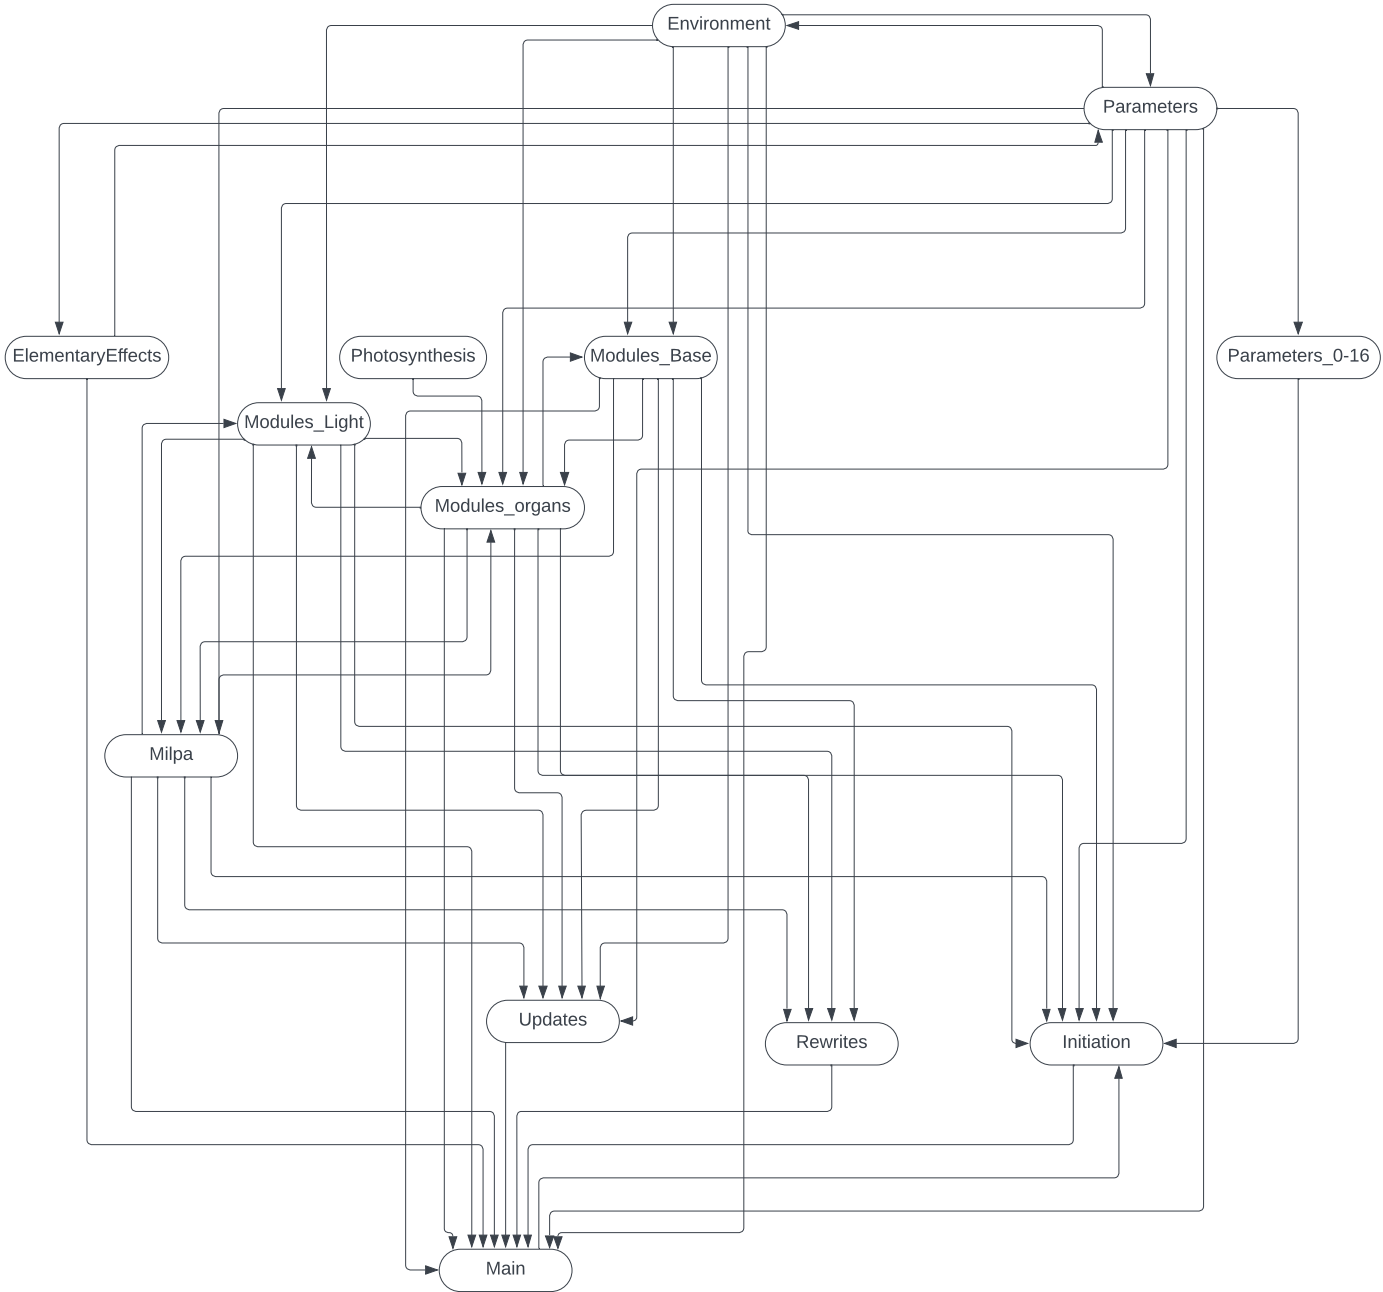 Environment
Parameters
ElementaryEffects
Photosynthesis
Modules_Base
Parameters_0-16
Modules_Light
Modules_organs
Milpa
Updates
Rewrites
Initiation
Main